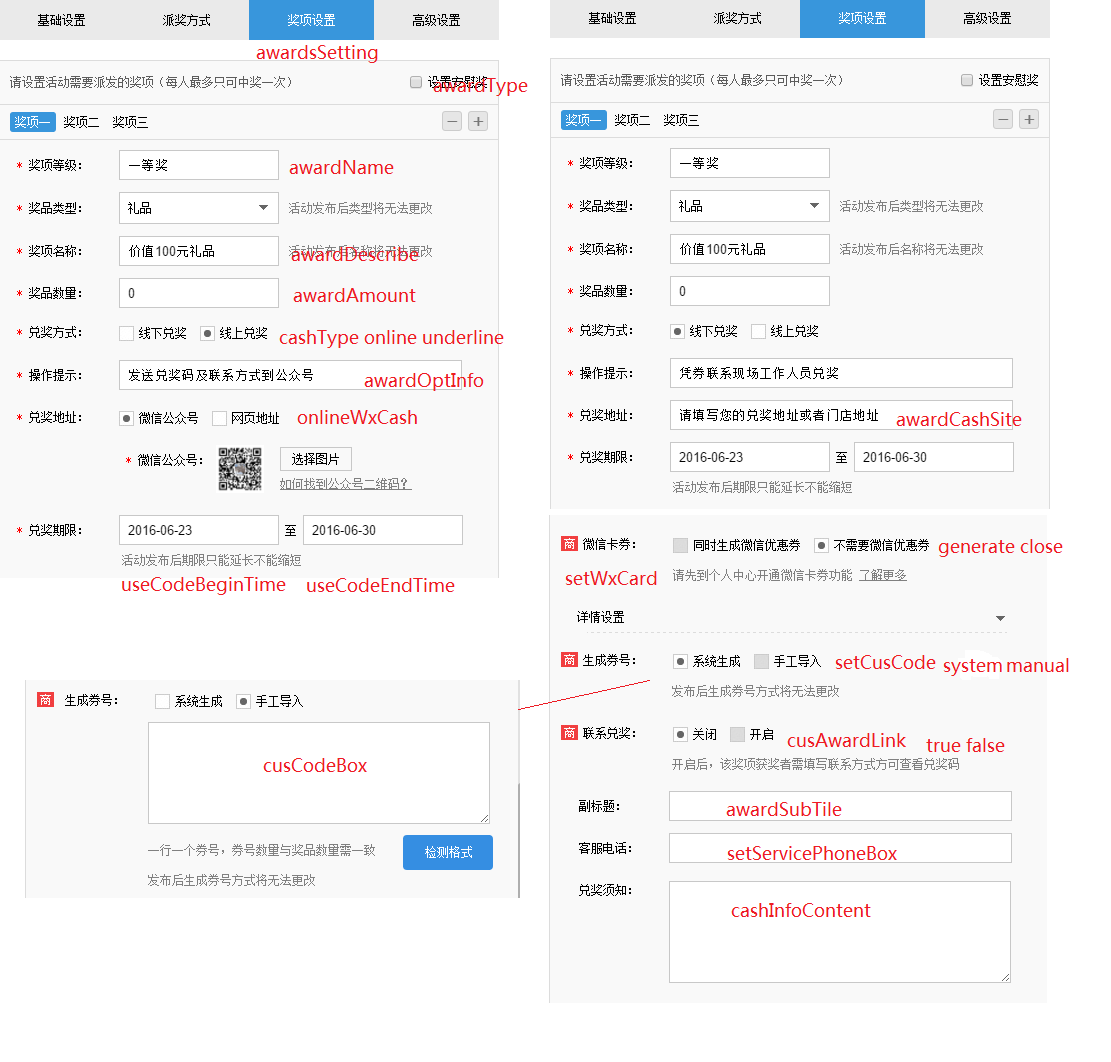 基础设置 派奖方式 奖项设置 高级设置
awardsSetting
请设置活动需要派发的奖项（每人最多只可中奖一次） 设置安慰奖 awardType
奖项一 奖项二 奖项三 − +
* 奖项等级: 一等奖 awardName
* 奖品类型: 礼品 活动发布后类型将无法更改
* 奖项名称: 价值100元礼品 活动发布后名称将无法更改 awardDescribe
* 奖品数量: 0 awardAmount
* 兑奖方式: 线下兑奖 线上兑奖 cashType online underline
* 操作提示: 发送兑奖码及联系方式到公众号 awardOptInfo
* 兑奖地址: 微信公众号 网页地址 onlineWxCash
* 微信公众号: 选择图片
如何找到公众号二维码？
* 兑奖期限: 2016-06-23 至 2016-06-30
活动发布后期限只能延长不能缩短
useCodeBeginTime useCodeEndTime
商 生成券号: 系统生成 手工导入
cusCodeBox
一行一个券号，券号数量与奖品数量需一致
发布后生成券号方式将无法更改
检测格式
基础设置 派奖方式 奖项设置 高级设置
请设置活动需要派发的奖项（每人最多只可中奖一次） 设置安慰奖
奖项一 奖项二 奖项三 − +
* 奖项等级: 一等奖
* 奖品类型: 礼品 活动发布后类型将无法更改
* 奖项名称: 价值100元礼品 活动发布后名称将无法更改
* 奖品数量: 0
* 兑奖方式: 线下兑奖 线上兑奖
* 操作提示: 凭券联系现场工作人员兑奖
* 兑奖地址: 请填写您的兑奖地址或者门店地址 awardCashSite
* 兑奖期限: 2016-06-23 至 2016-06-30
活动发布后期限只能延长不能缩短
商 微信卡券: 同时生成微信优惠券 不需要微信优惠券 generate close
setWxCard 请先到个人中心开通微信卡券功能 了解更多
详情设置
商 生成券号: 系统生成 手工导入 setCusCode system manual
发布后生成券号方式将无法更改
商 联系兑奖: 关闭 开启 cusAwardLink true false
开启后，该奖项获奖者需填写联系方式方可查看兑奖码
副标题: awardSubTile
客服电话: setServicePhoneBox
兑奖须知: cashInfoContent